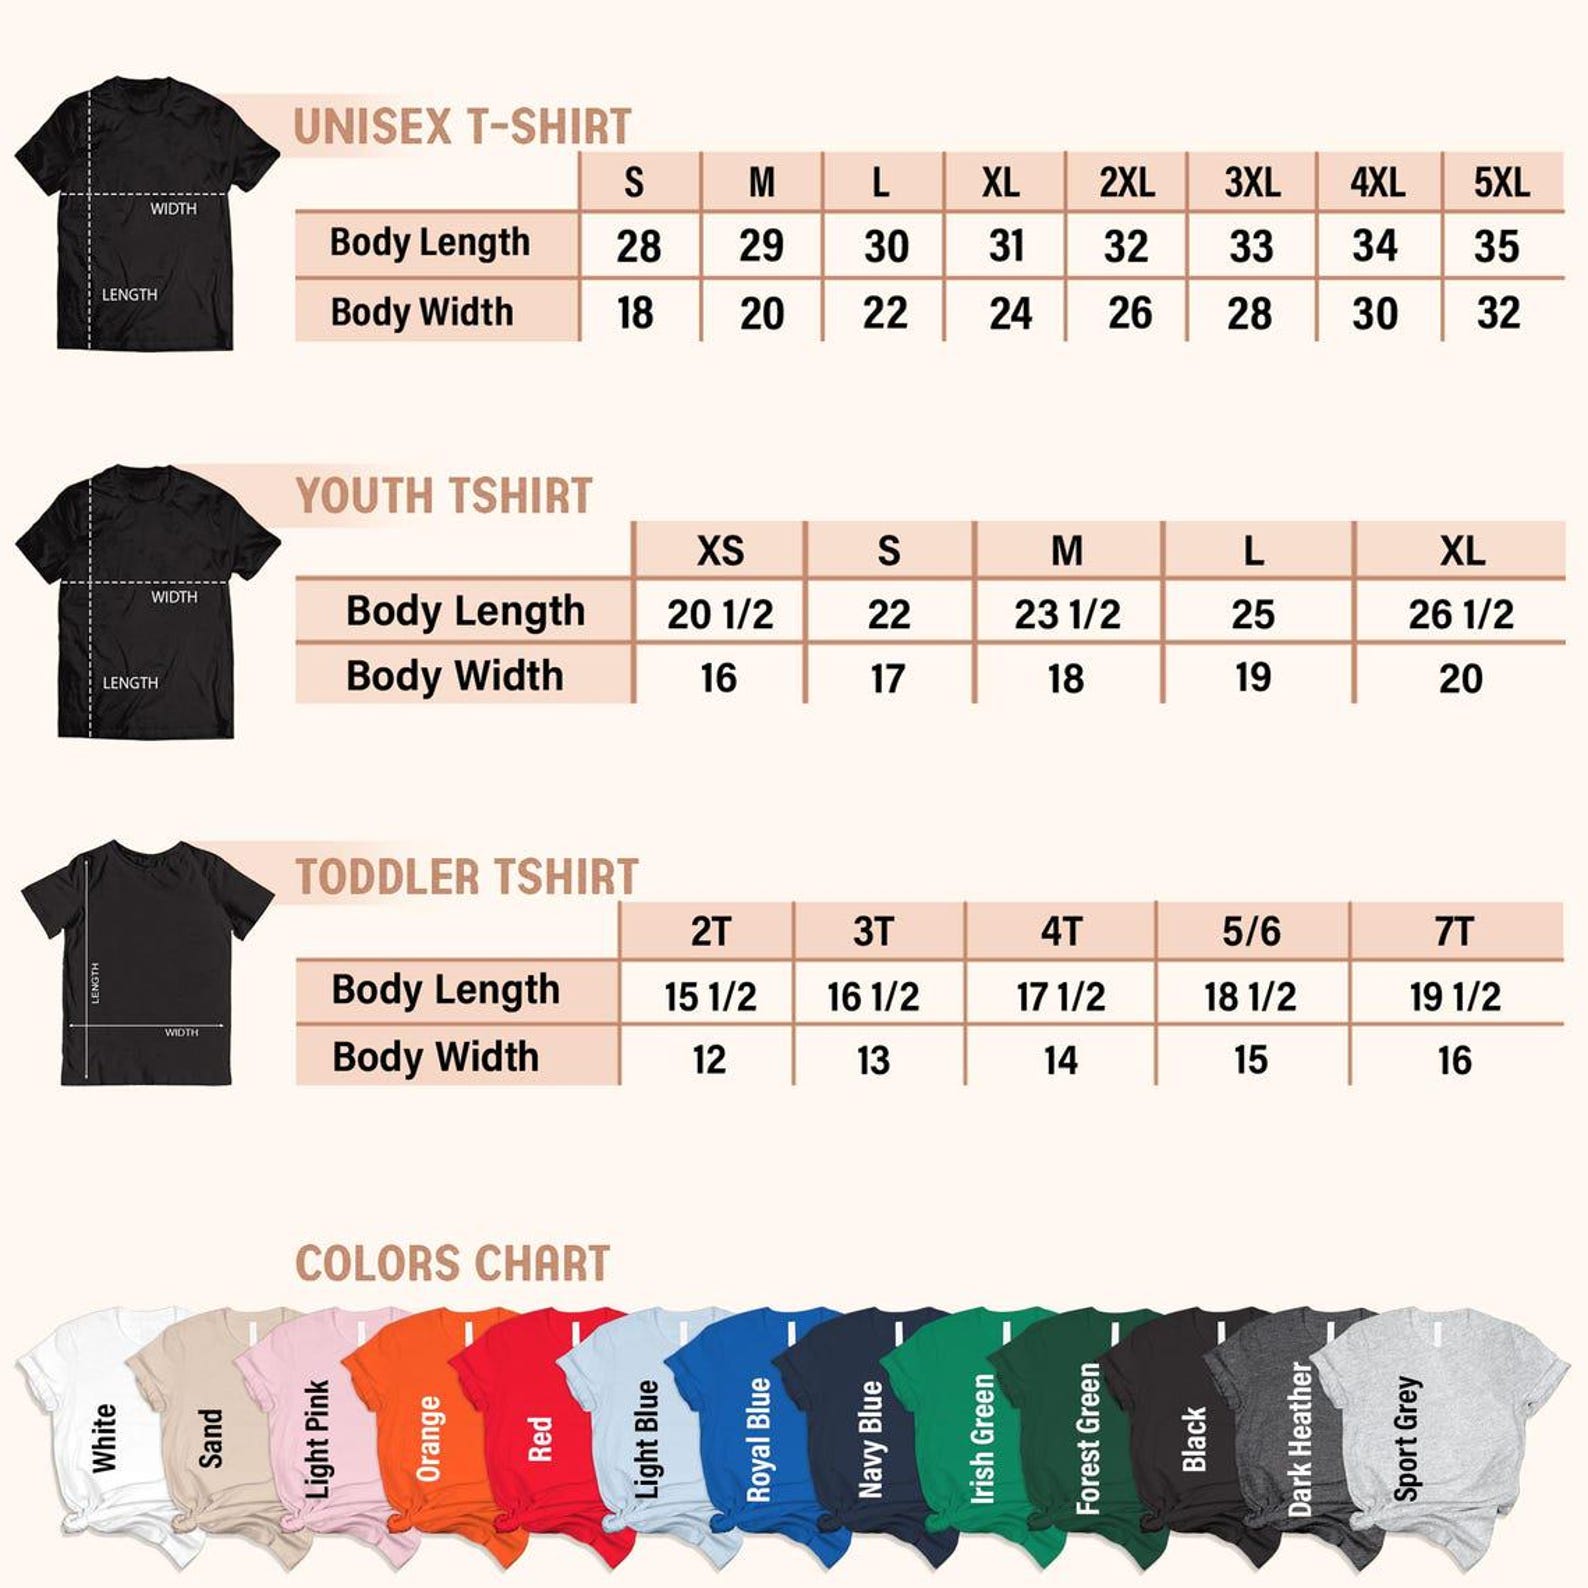 UNISEX T-SHIRT
S M L XL 2XL 3XL 4XL 5XL
Body Length 28 29 30 31 32 33 34 35
Body Width 18 20 22 24 26 28 30 32
WIDTH
LENGTH
YOUTH TSHIRT
XS S M L XL
Body Length 20 1/2 22 23 1/2 25 26 1/2
Body Width 16 17 18 19 20
WIDTH
LENGTH
TODDLER TSHIRT
2T 3T 4T 5/6 7T
Body Length 15 1/2 16 1/2 17 1/2 18 1/2 19 1/2
Body Width 12 13 14 15 16
LENGTH
WIDTH
COLORS CHART
White
Sand
Light Pink
Orange
Red
Light Blue
Royal Blue
Navy Blue
Irish Green
Forest Green
Black
Dark Heather
Sport Grey